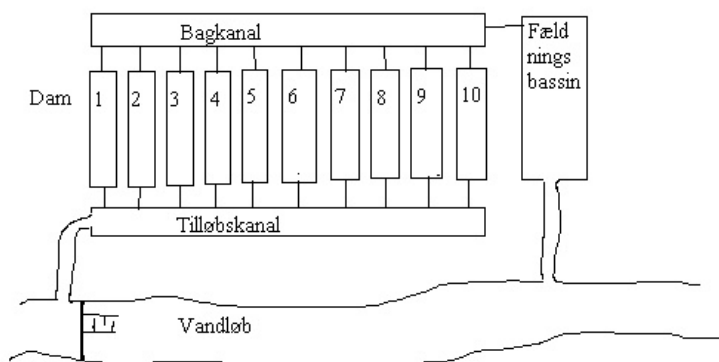 Bagkanal
Fæld
nings
bassin
Dam
1 2 3 4 5 6 7 8 9 10
Tilløbskanal
Vandløb